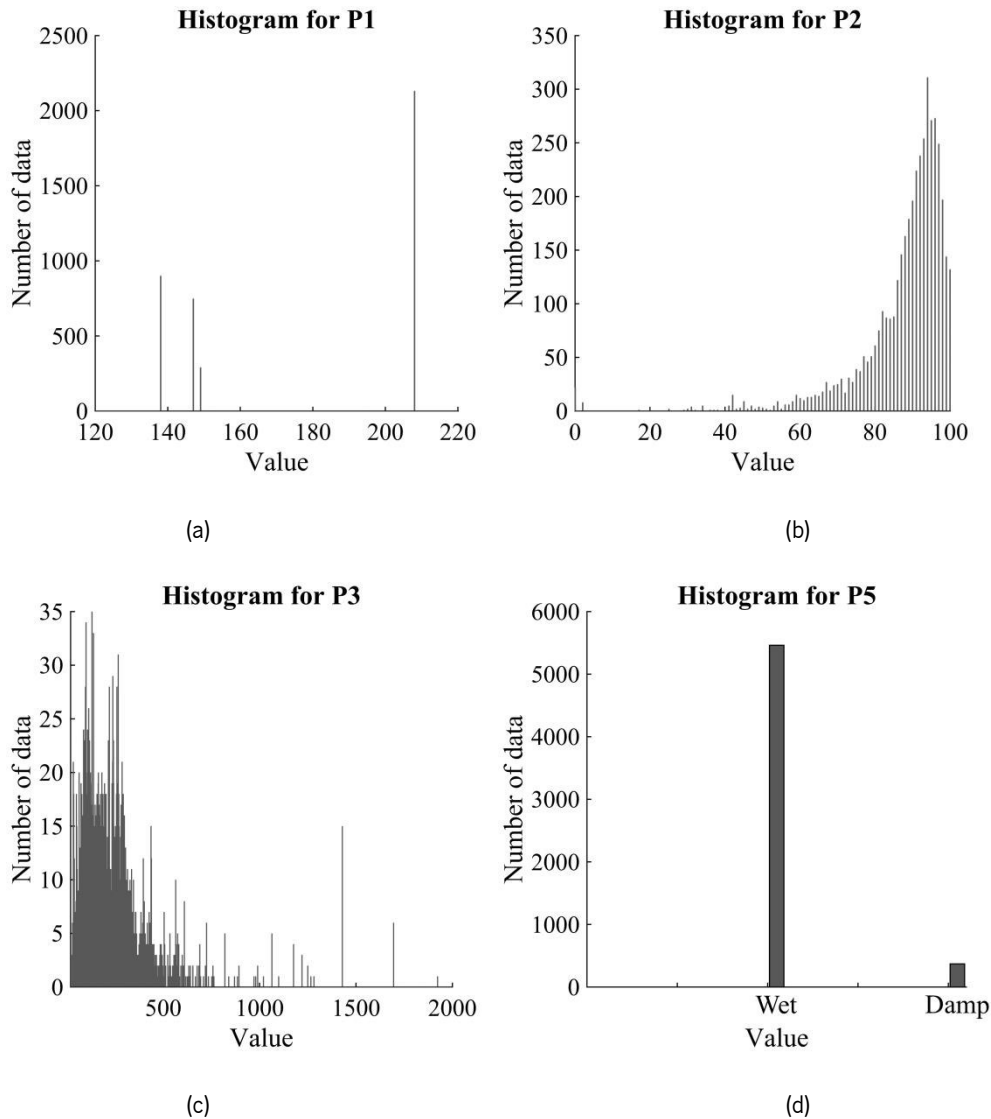 Histogram for P1
2500
2000
1500
1000
500
0
Number of data
120 140 160 180 200 220
Value
(a)
Histogram for P2
350
300
250
200
150
100
50
0
Number of data
0 20 40 60 80 100
Value
(b)
Histogram for P3
35
30
25
20
15
10
5
0
Number of data
500 1000 1500 2000
Value
(c)
Histogram for P5
6000
5000
4000
3000
2000
1000
0
Number of data
Wet Damp
Value
(d)